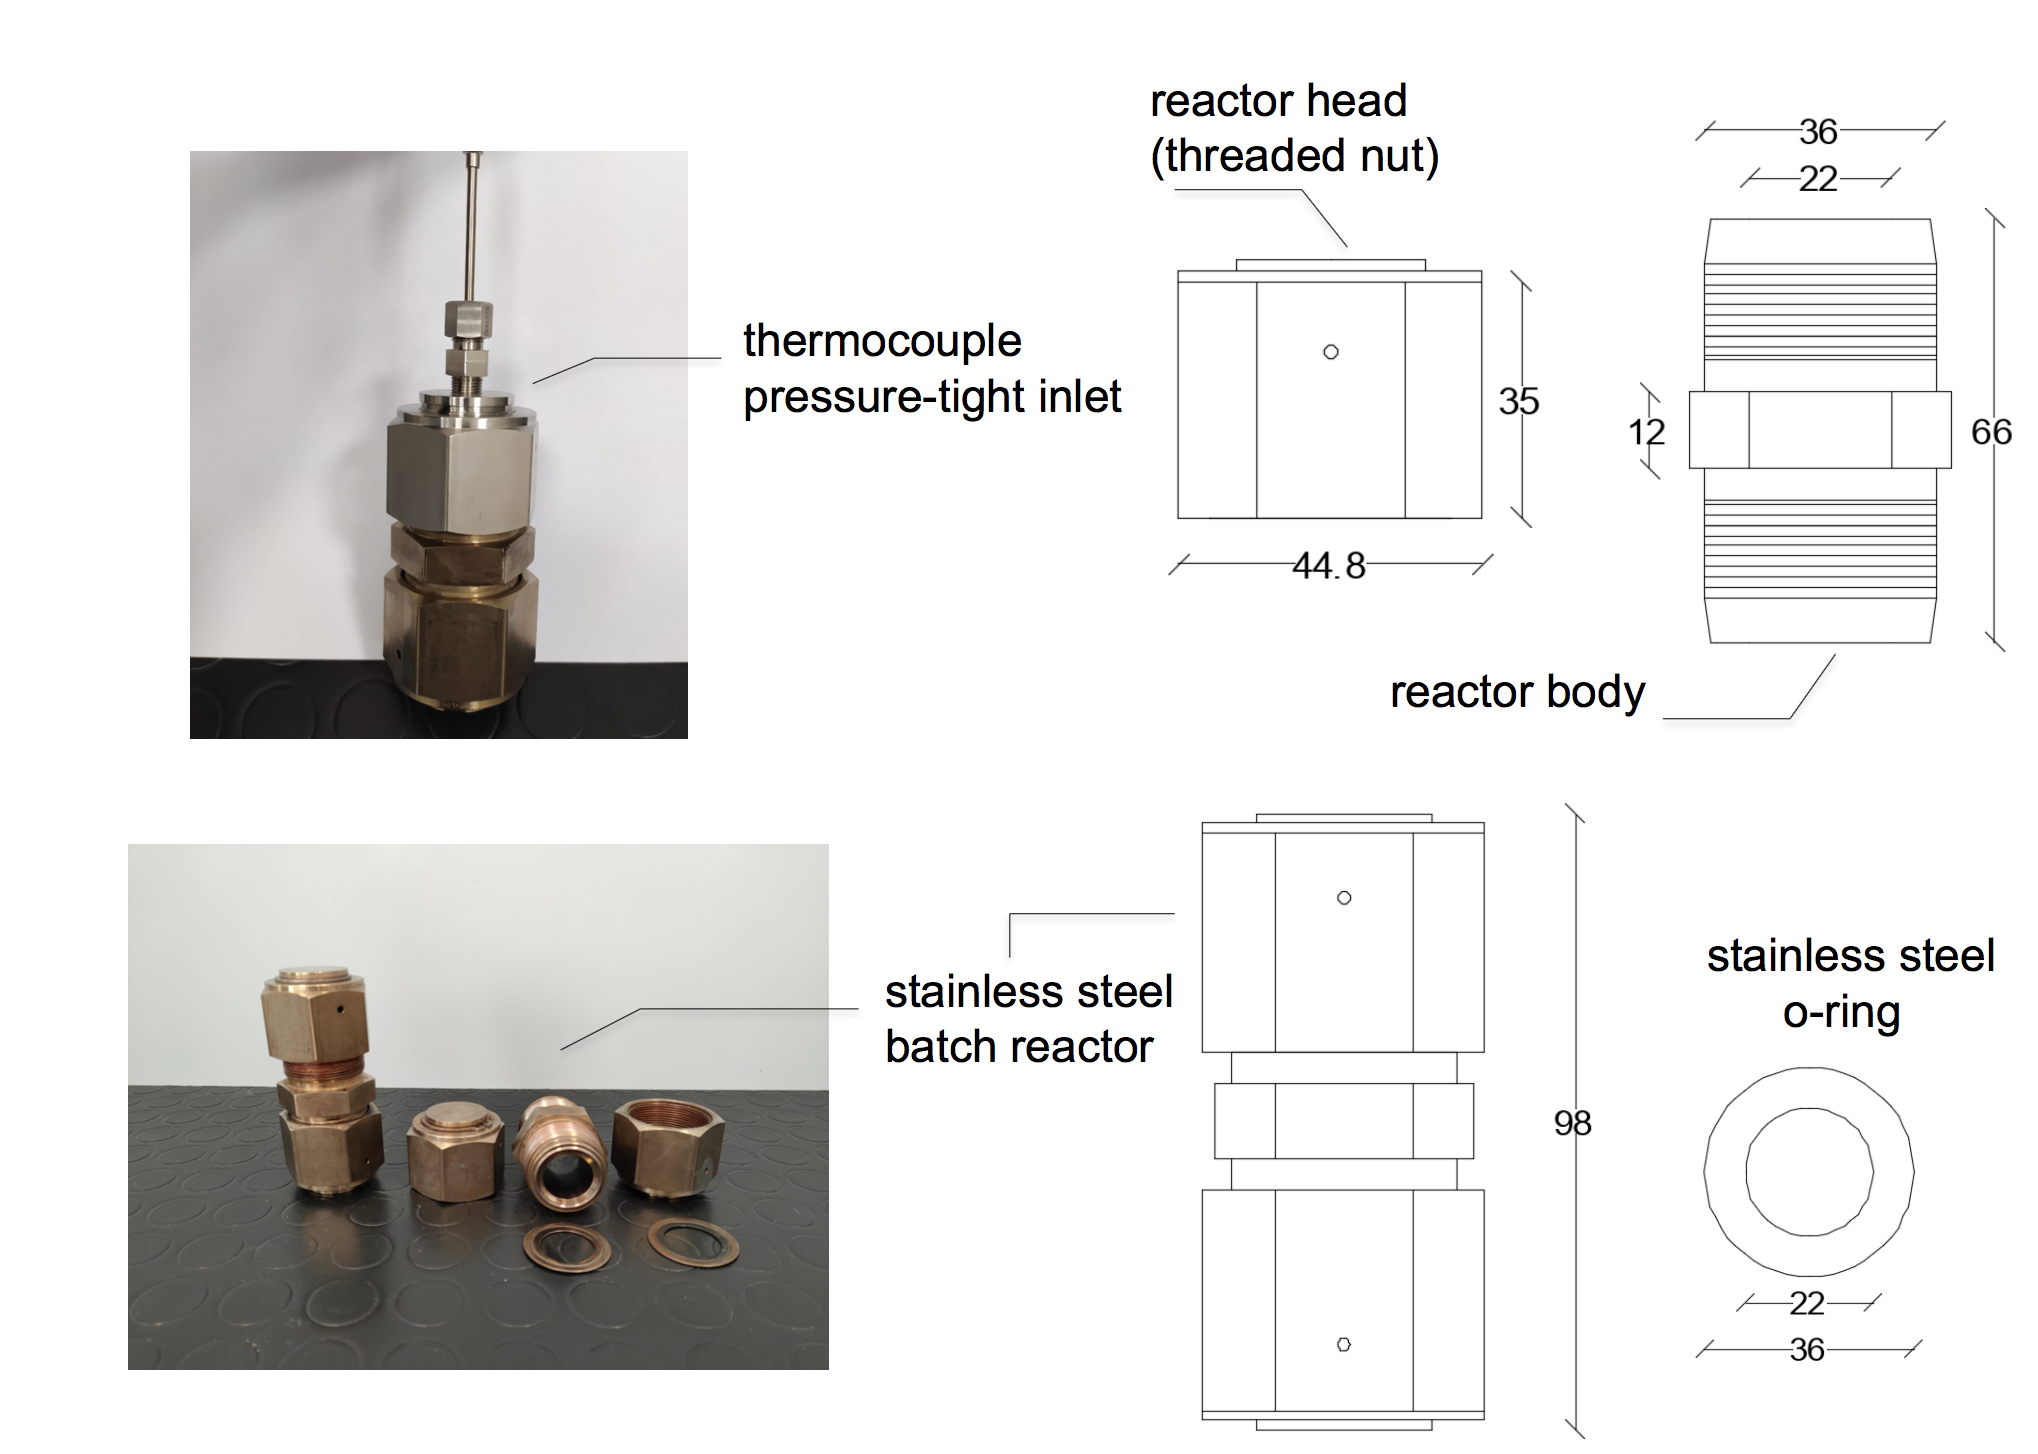 reactor head
(threaded nut)
36
22
thermocouple
pressure-tight inlet
35
12
66
44.8
reactor body
stainless steel
batch reactor
98
stainless steel
o-ring
22
36